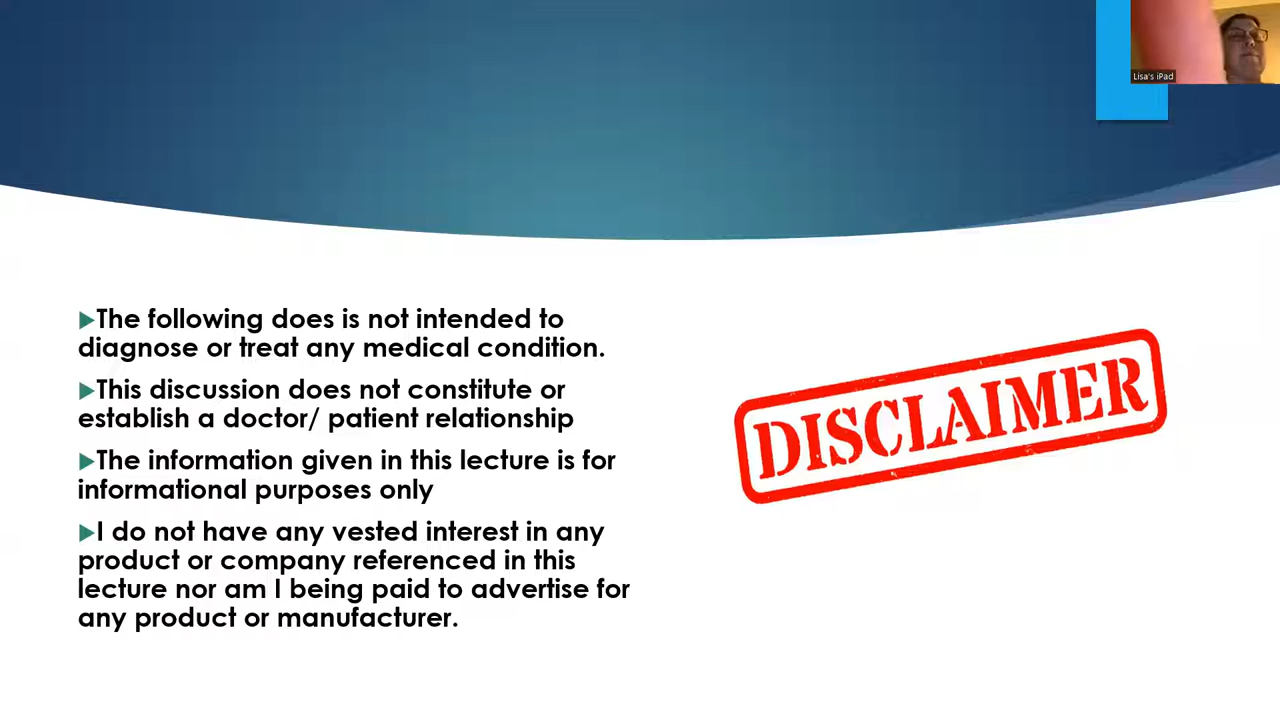 Lisa's iPad
The following does is not intended to
diagnose or treat any medical condition.
This discussion does not constitute or
establish a doctor/ patient relationship
The information given in this lecture is for
informational purposes only
I do not have any vested interest in any
product or company referenced in this
lecture nor am I being paid to advertise for
any product or manufacturer.
DISCLAIMER